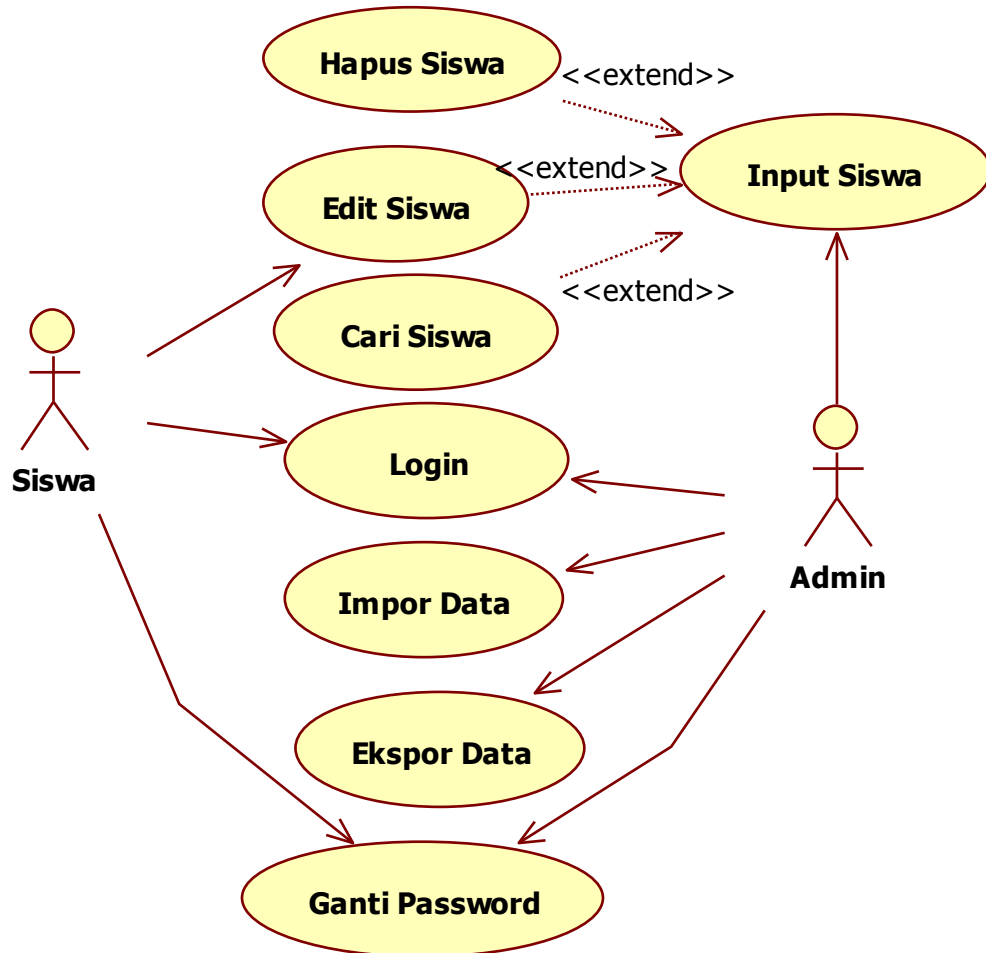 Hapus Siswa
<<extend>>
Input Siswa
<<extend>>
Edit Siswa
<<extend>>
Cari Siswa
Siswa
Login
Admin
Impor Data
Ekspor Data
Ganti Password